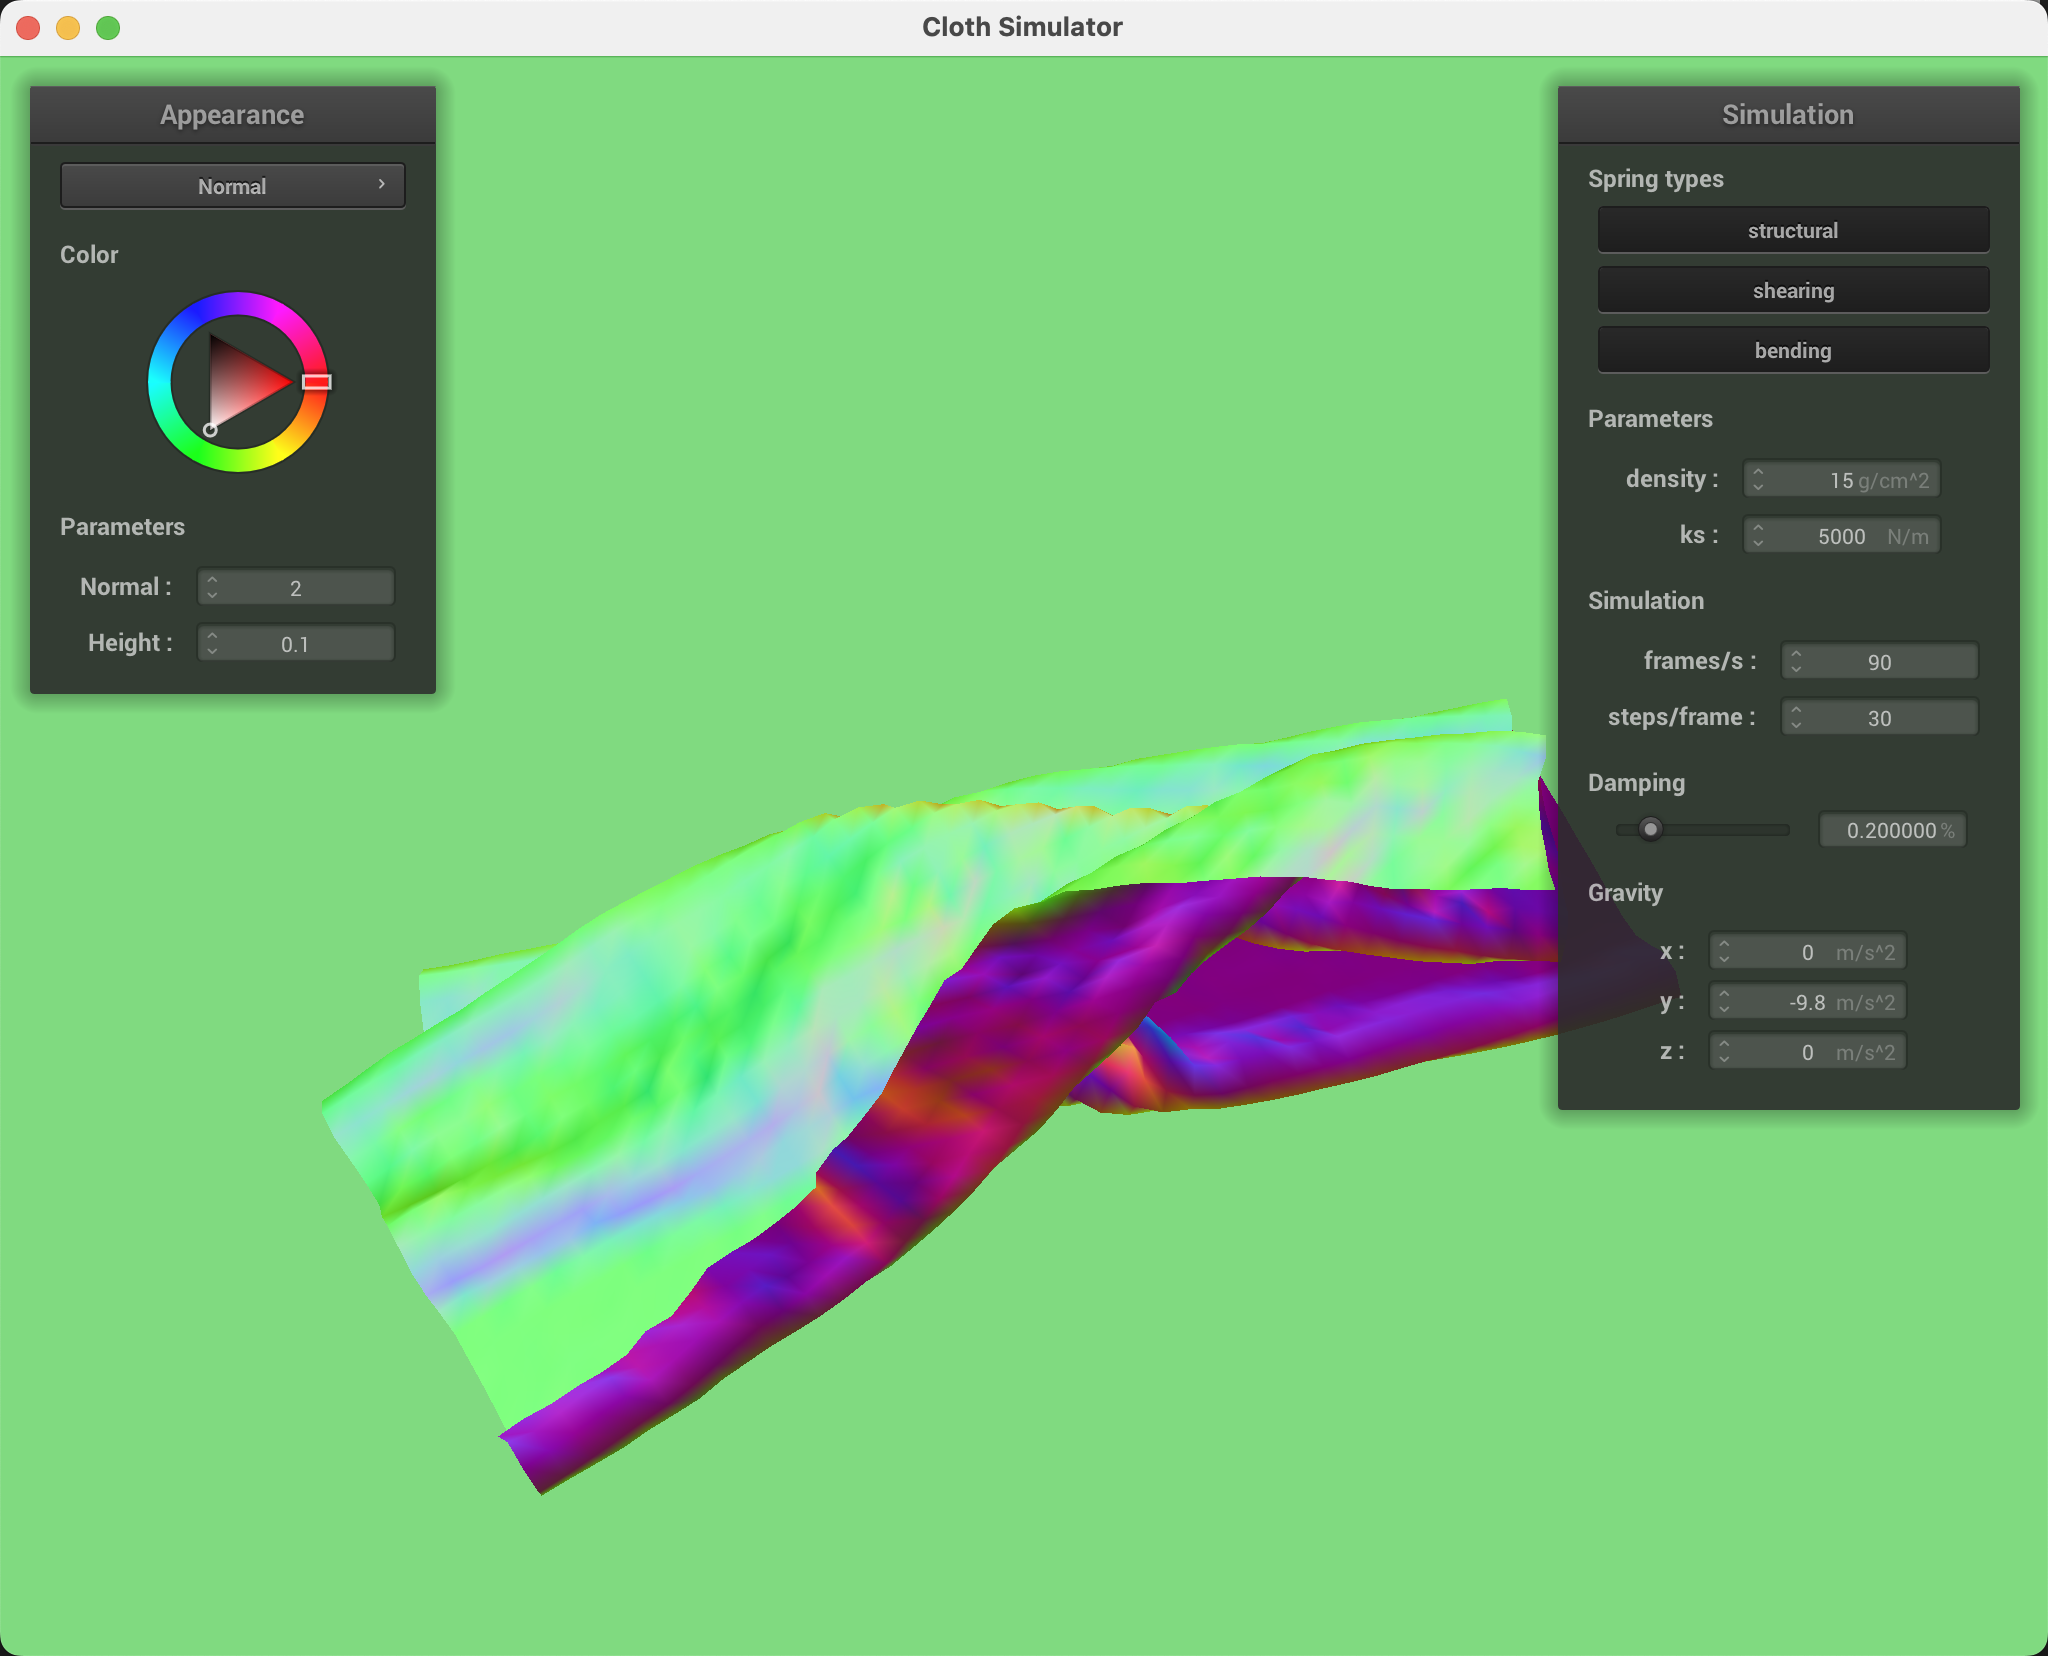 Cloth Simulator
Appearance
Normal
Color
Parameters
Normal : 2
Height : 0.1
Simulation
Spring types
structural
shearing
bending
Parameters
density : 15 g/cm^2
ks : 5000 N/m
Simulation
frames/s : 90
steps/frame : 30
Damping
0.200000 %
Gravity
x : 0 m/s^2
y : -9.8 m/s^2
z : 0 m/s^2